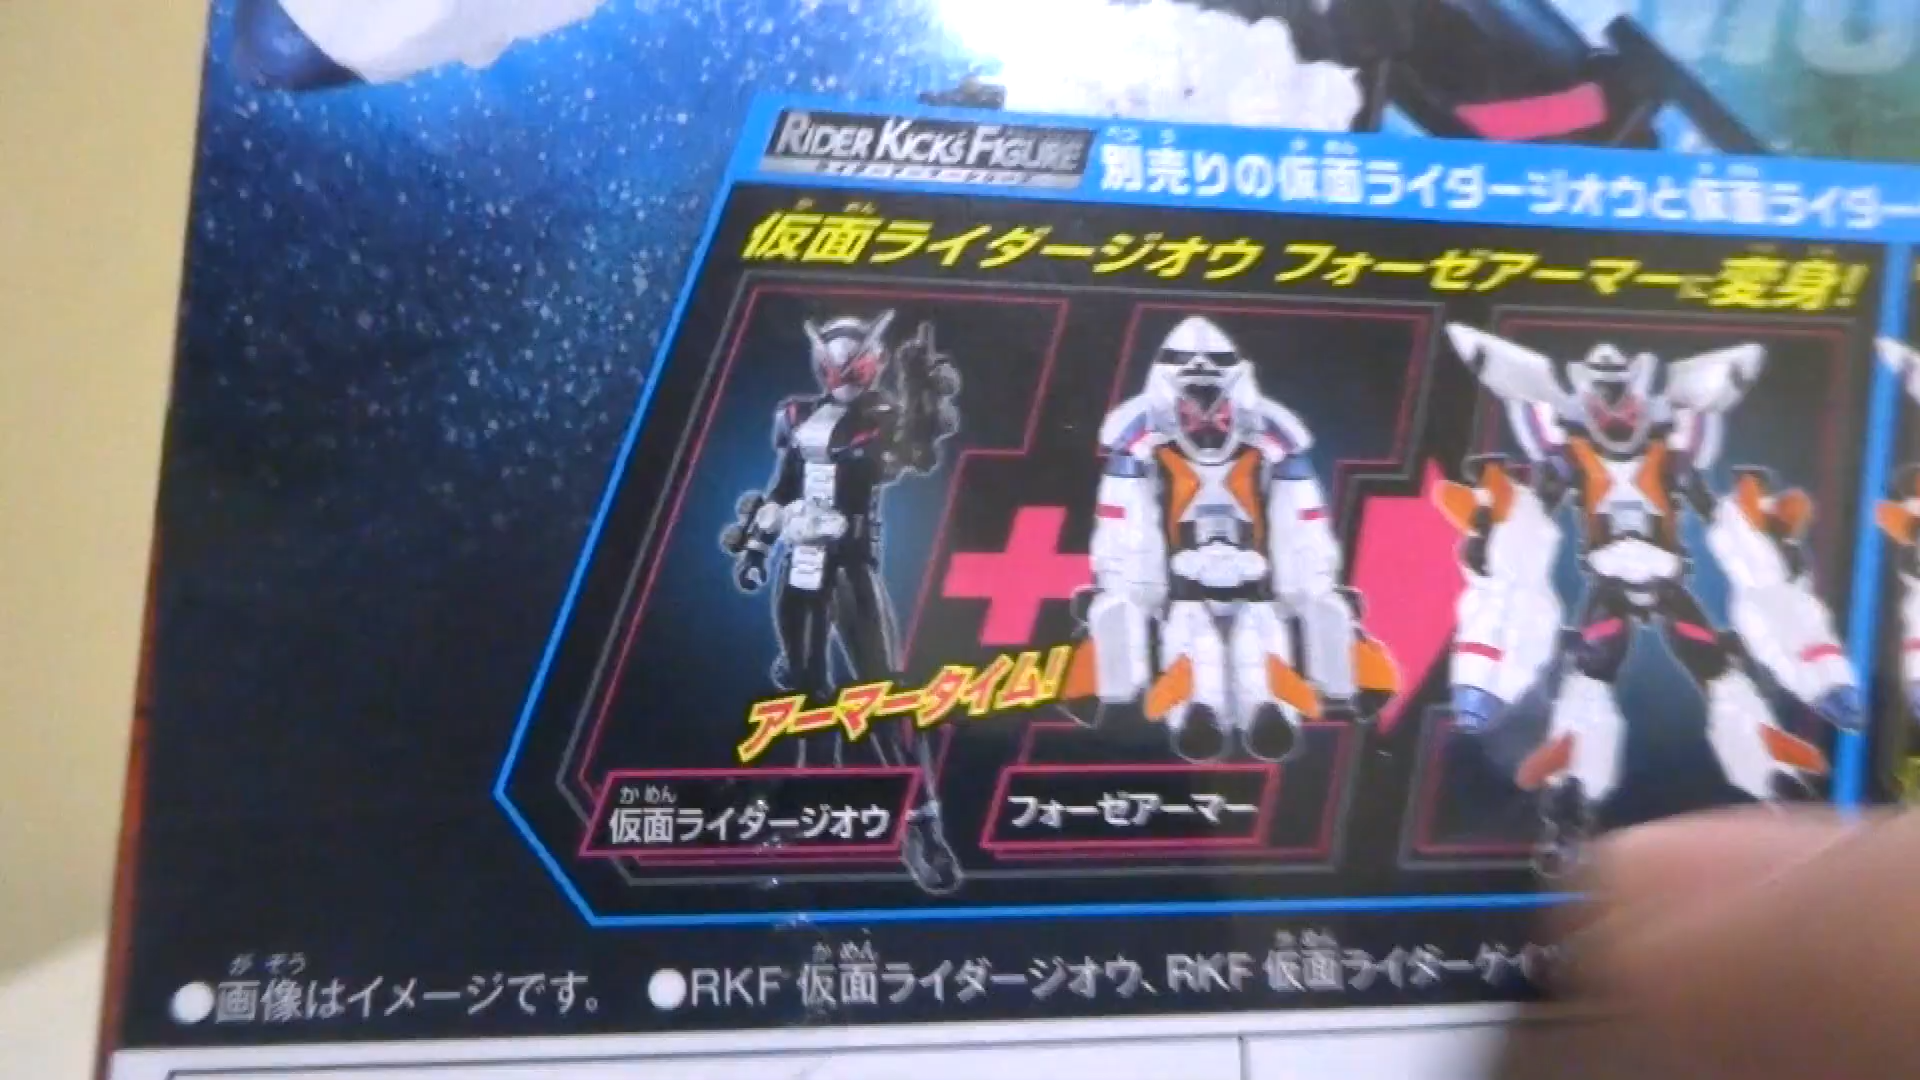 RIDER KICK'S FIGURE
別売りの仮面ライダージオウと仮面ライダー
仮面ライダージオウ フォーゼアーマーに変身!
アーマータイム!
かめん
仮面ライダージオウ
フォーゼアーマー
がぞう
●画像はイメージです。
かめん
●RKF 仮面ライダージオウ、RKF 仮面ライダーゲイツ